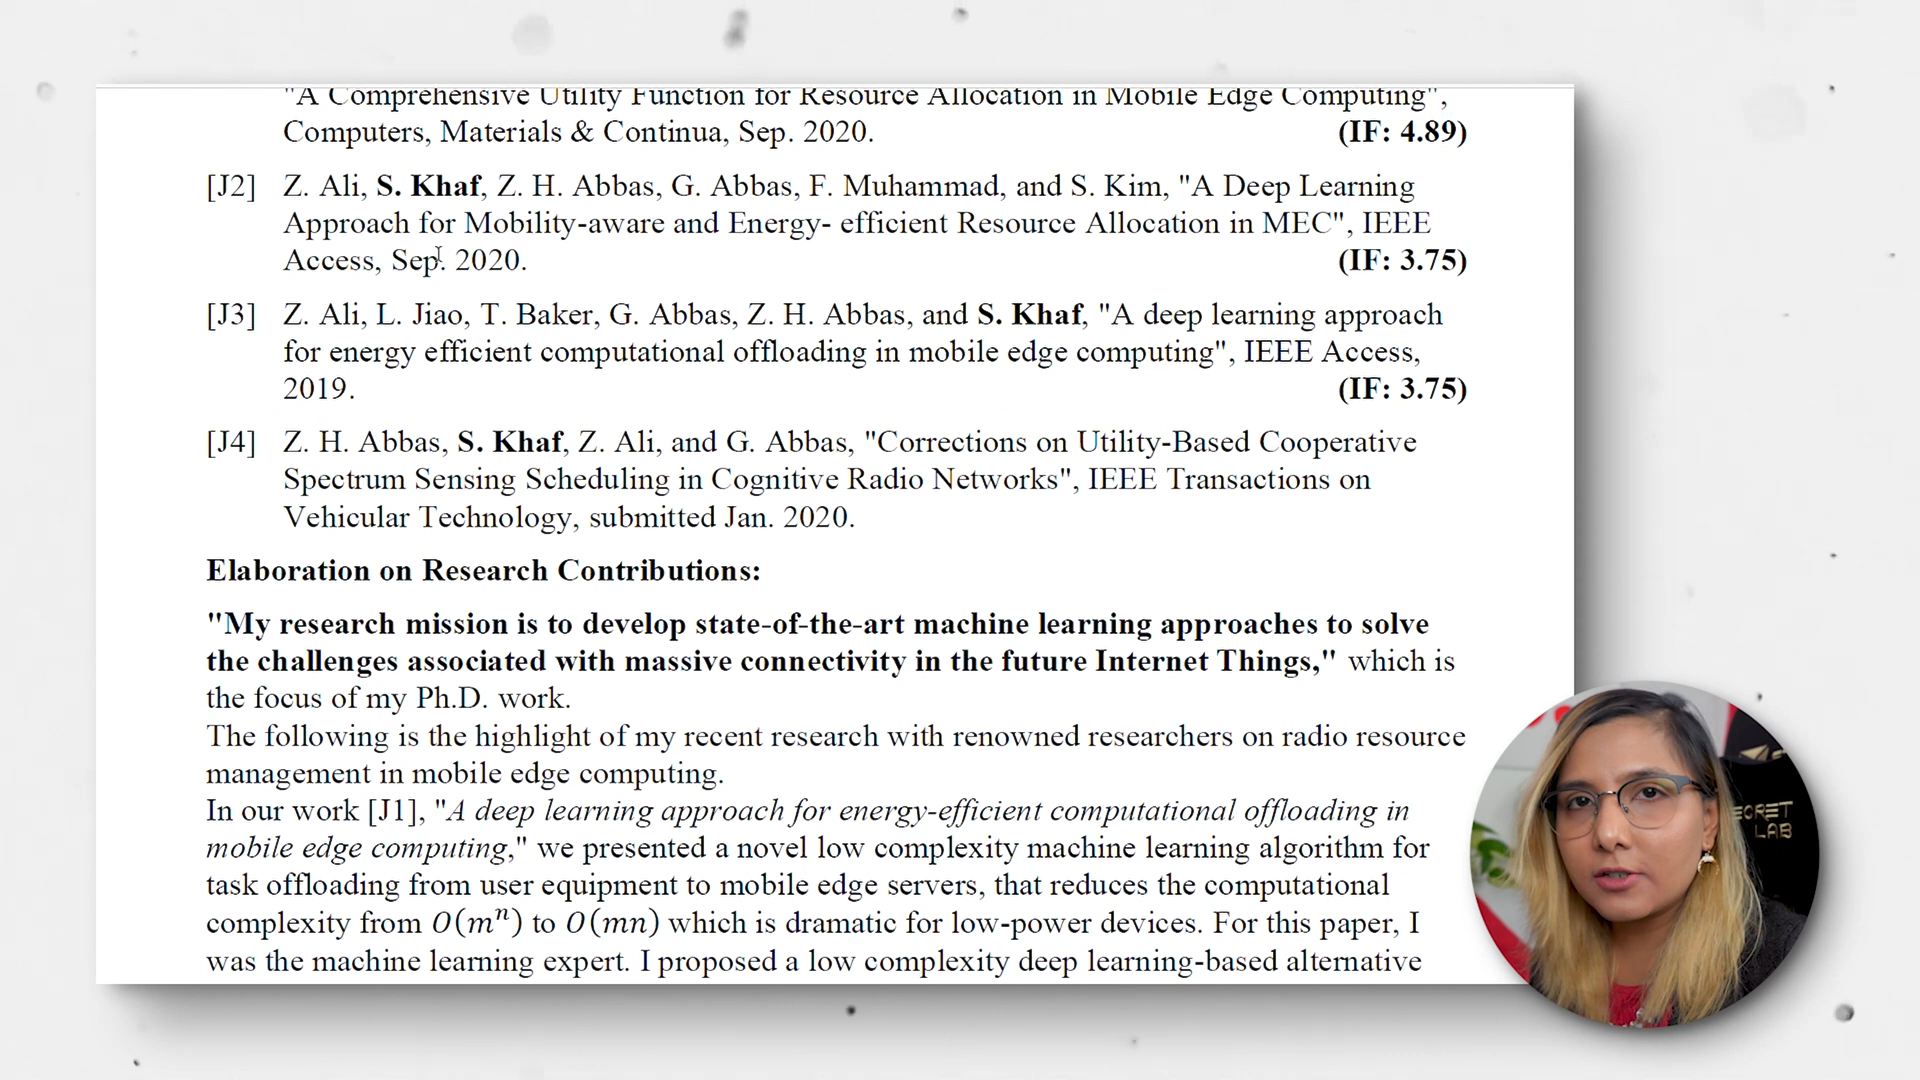 "A Comprehensive Utility Function for Resource Allocation in Mobile Edge Computing",
Computers, Materials & Continua, Sep. 2020. (IF: 4.89)
[J2] Z. Ali, S. Khaf, Z. H. Abbas, G. Abbas, F. Muhammad, and S. Kim, "A Deep Learning
Approach for Mobility-aware and Energy- efficient Resource Allocation in MEC", IEEE
Access, Sep. 2020. (IF: 3.75)
[J3] Z. Ali, L. Jiao, T. Baker, G. Abbas, Z. H. Abbas, and S. Khaf, "A deep learning approach
for energy efficient computational offloading in mobile edge computing", IEEE Access,
2019. (IF: 3.75)
[J4] Z. H. Abbas, S. Khaf, Z. Ali, and G. Abbas, "Corrections on Utility-Based Cooperative
Spectrum Sensing Scheduling in Cognitive Radio Networks", IEEE Transactions on
Vehicular Technology, submitted Jan. 2020.
Elaboration on Research Contributions:
"My research mission is to develop state-of-the-art machine learning approaches to solve
the challenges associated with massive connectivity in the future Internet Things," which is
the focus of my Ph.D. work.
The following is the highlight of my recent research with renowned researchers on radio resource
management in mobile edge computing.
In our work [J1], "A deep learning approach for energy-efficient computational offloading in
mobile edge computing," we presented a novel low complexity machine learning algorithm for
task offloading from user equipment to mobile edge servers, that reduces the computational
complexity from O(mⁿ) to O(mn) which is dramatic for low-power devices. For this paper, I
was the machine learning expert. I proposed a low complexity deep learning-based alternative
ECRET
LAB